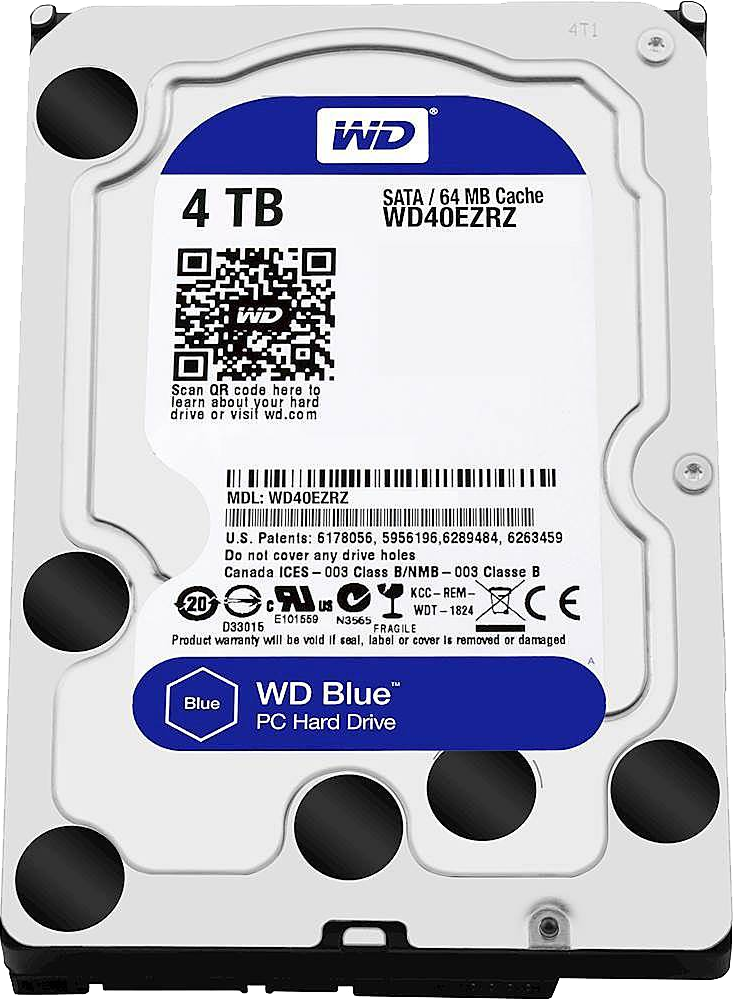 4T1
WD®
4 TB
SATA / 64 MB Cache
WD40EZRZ
WD
Scan QR code here to
learn about your hard
drive or visit wd.com
MDL: WD40EZRZ
U.S. Patents: 6178056, 5956196,6289484, 6263459
Do not cover any drive holes
Canada ICES – 003 Class B/NMB – 003 Classe B
20
D33015
c RU us
E101559
N3565
FRAGILE
KCC – REM –
WDT – 1824
CE
Product warranty will be void if seal, label or cover is removed or damaged
A
Blue
WD Blue™
PC Hard Drive